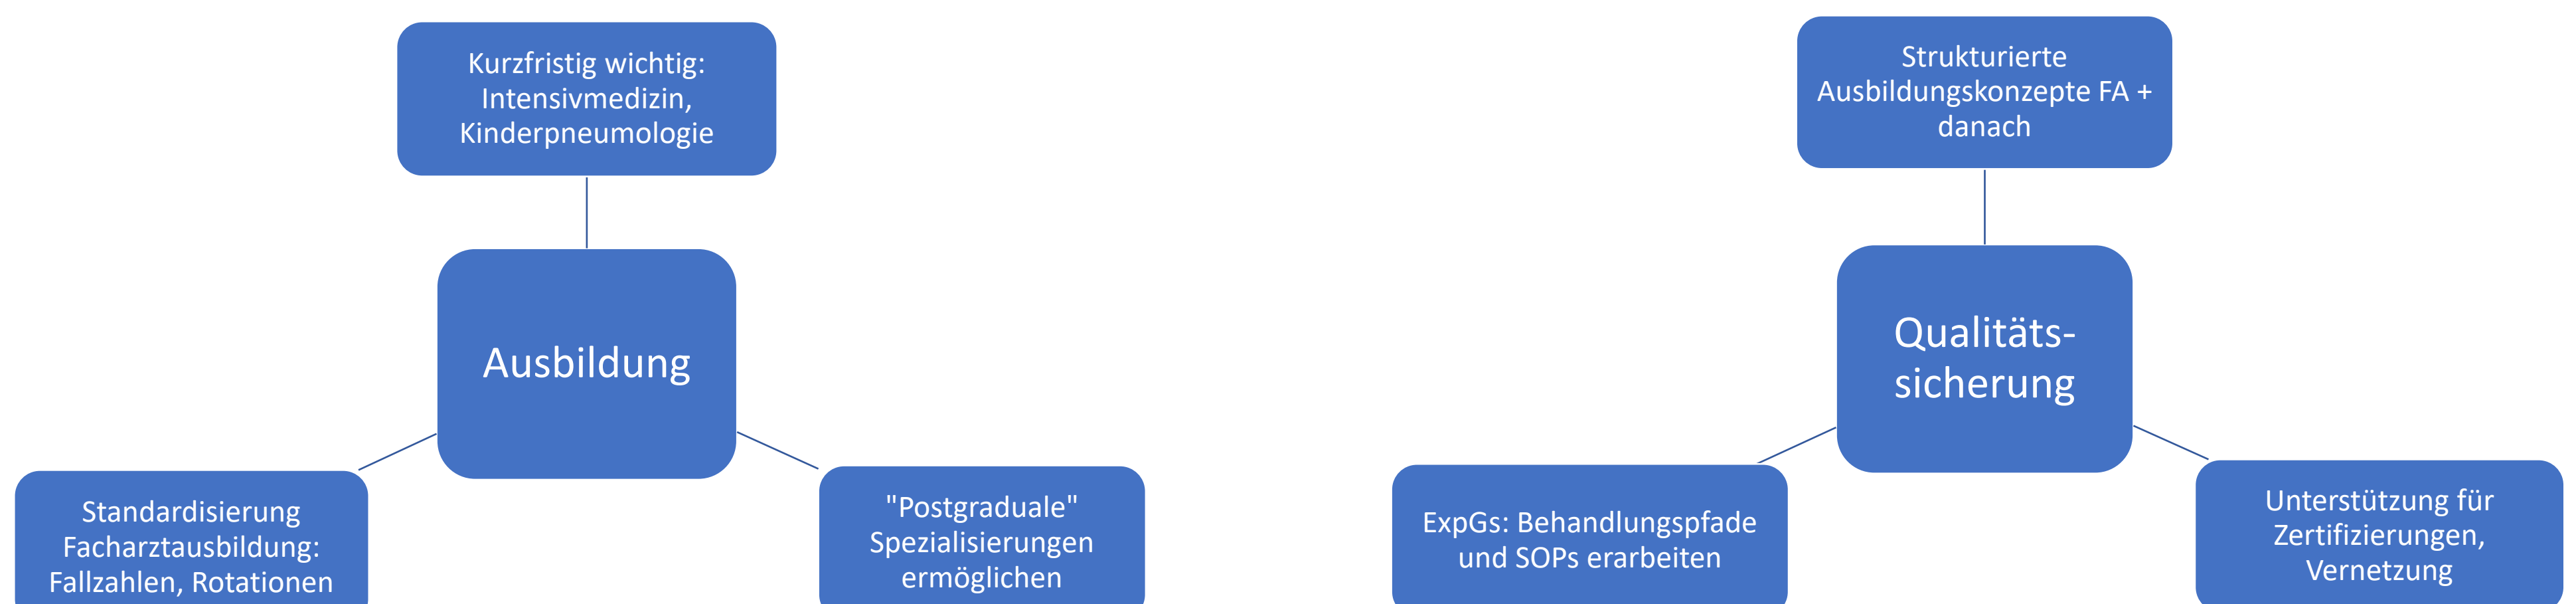 Kurzfristig wichtig:
Intensivmedizin,
Kinderpneumologie
Ausbildung
Standardisierung
Facharztausbildung:
Fallzahlen, Rotationen
"Postgraduale"
Spezialisierungen
ermöglichen
Strukturierte
Ausbildungskonzepte FA +
danach
Qualitäts-
sicherung
ExpGs: Behandlungspfade
und SOPs erarbeiten
Unterstützung für
Zertifizierungen,
Vernetzung